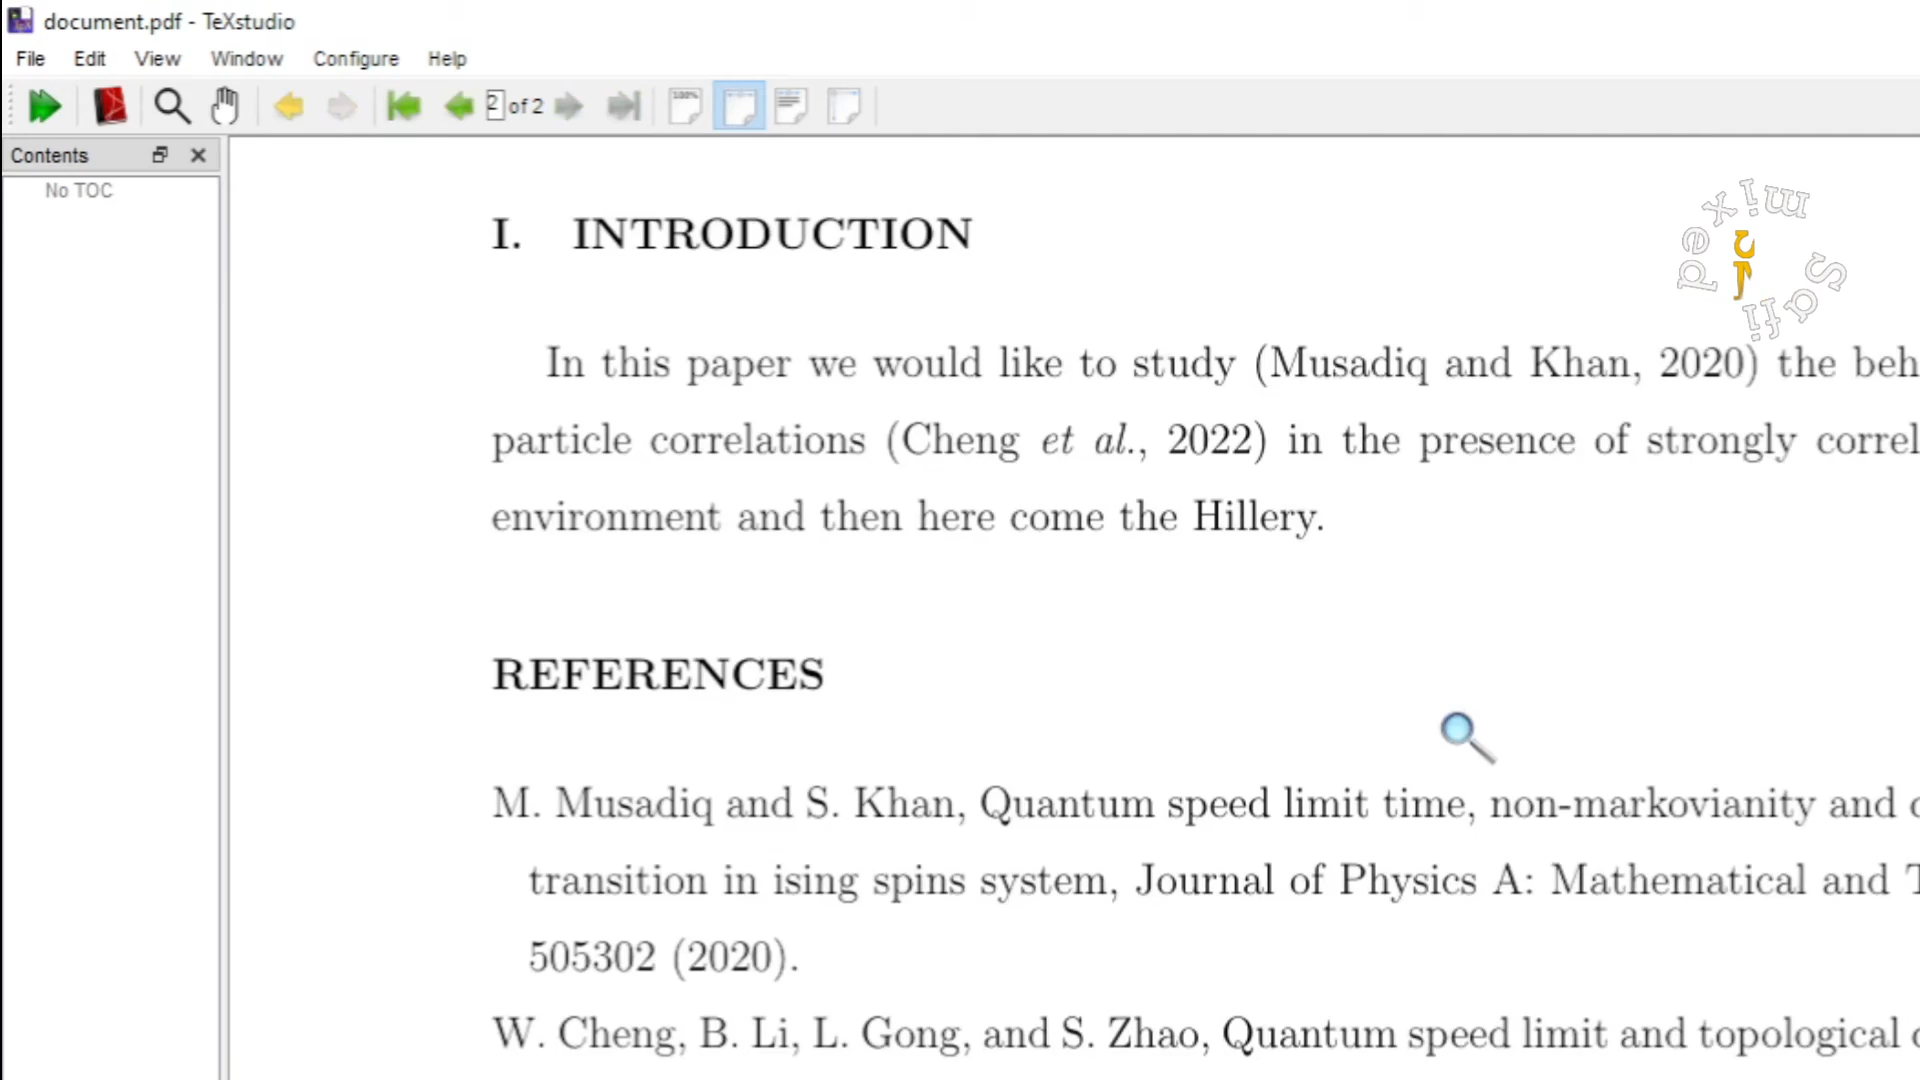 document.pdf - TeXstudio
File Edit View Window Configure Help
100%
2 of 2
Contents
No TOC
I. INTRODUCTION
In this paper we would like to study (Musadiq and Khan, 2020) the beh
particle correlations (Cheng et al., 2022) in the presence of strongly correl
environment and then here come the Hillery.
REFERENCES
M. Musadiq and S. Khan, Quantum speed limit time, non-markovianity and
transition in ising spins system, Journal of Physics A: Mathematical and
505302 (2020).
W. Cheng, B. Li, L. Gong, and S. Zhao, Quantum speed limit and topological